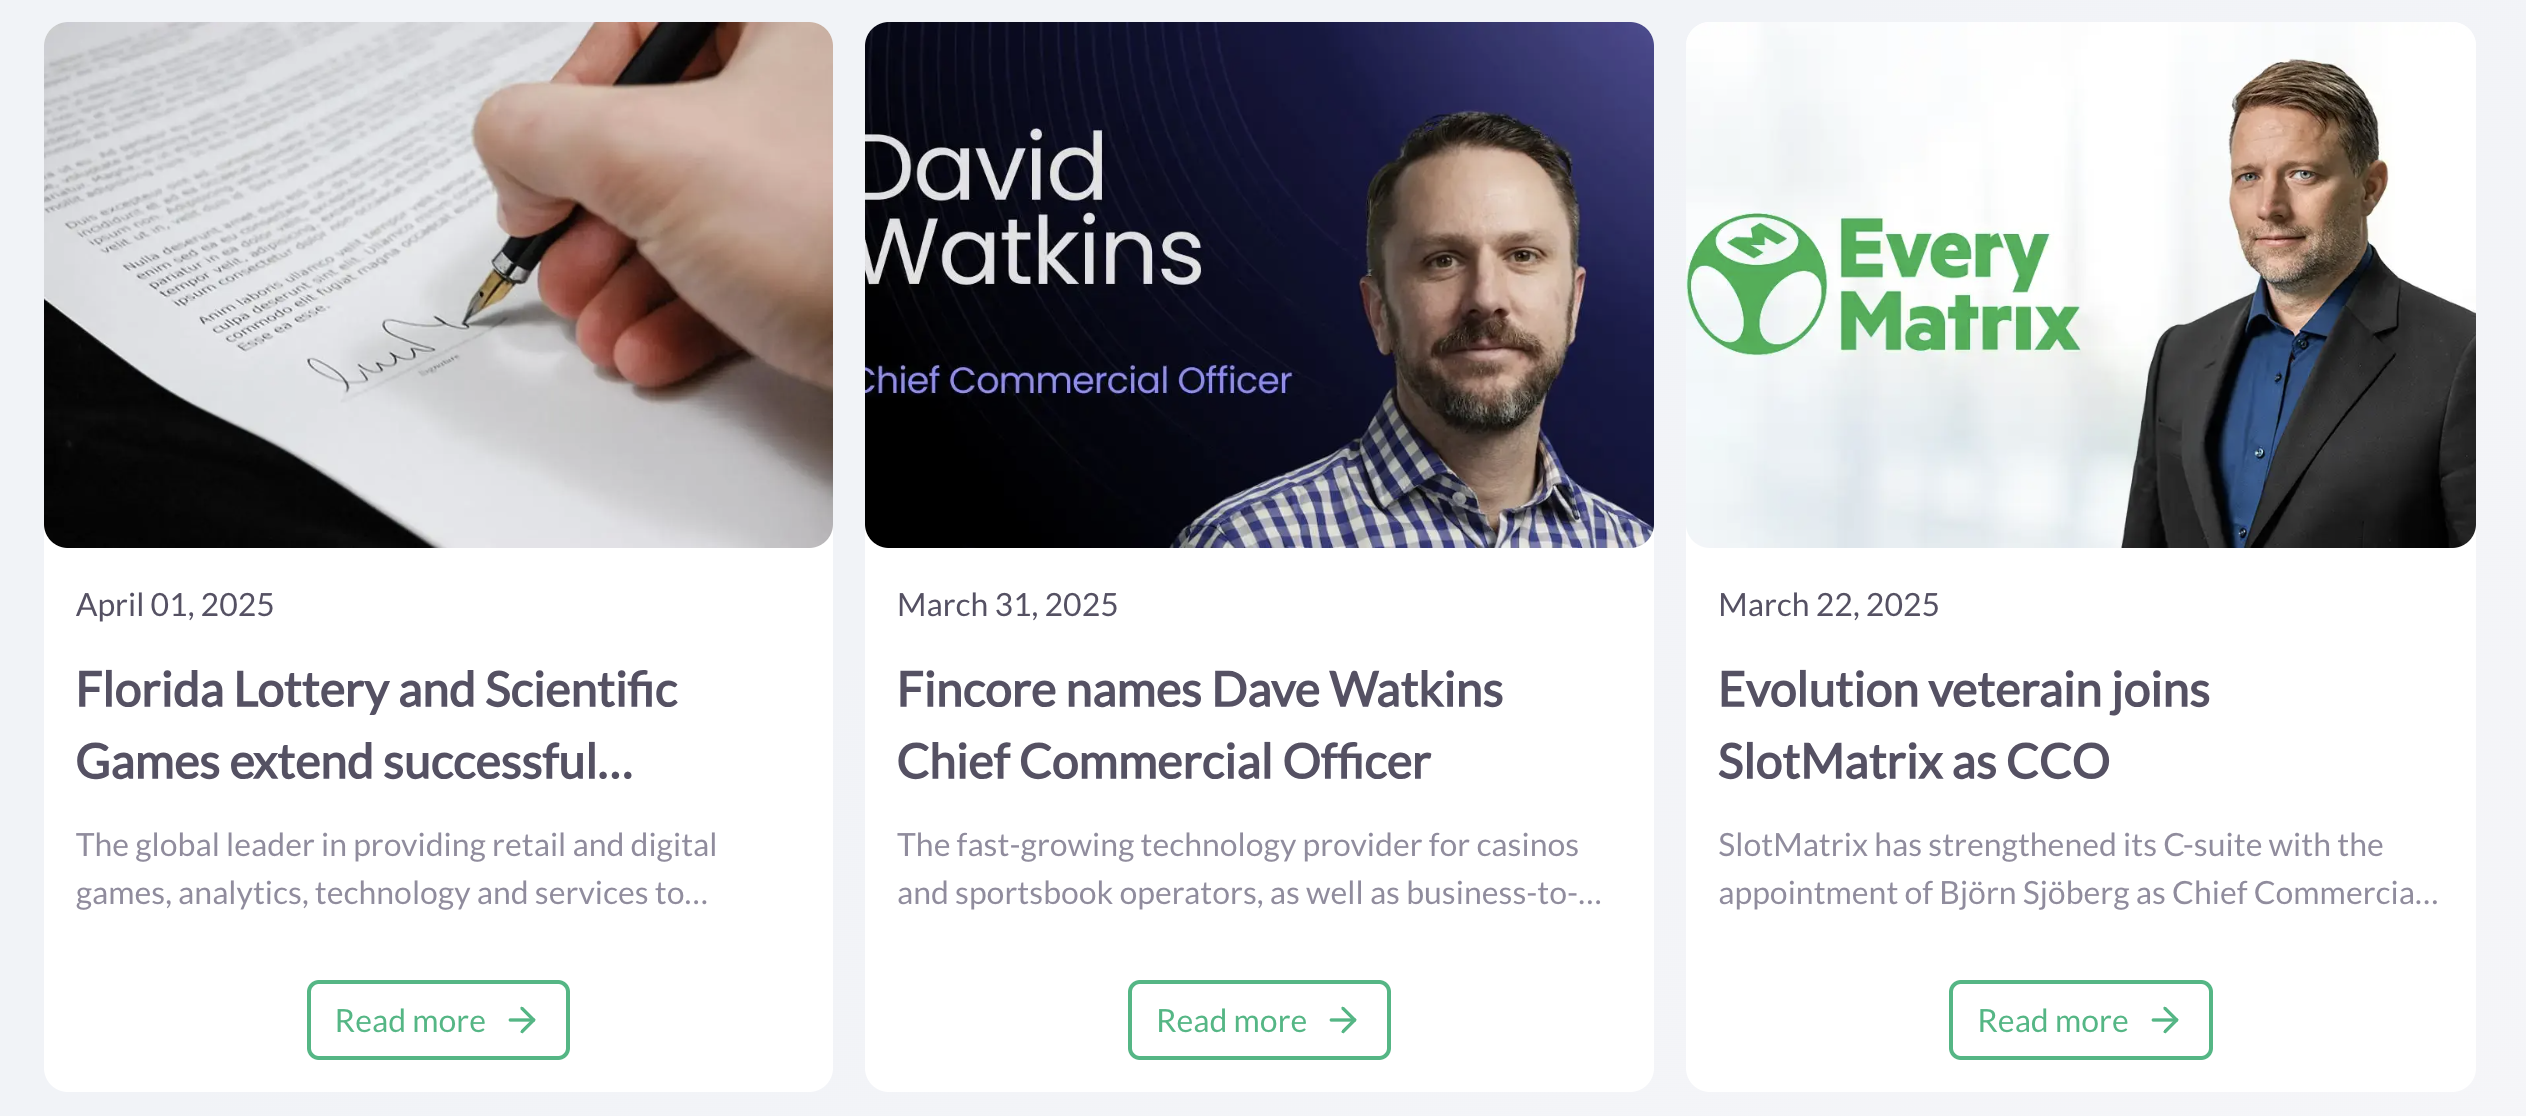 David
Watkins
Chief Commercial Officer
Every
Matrix
April 01, 2025
Florida Lottery and Scientific
Games extend successful...
The global leader in providing retail and digital
games, analytics, technology and services to...
Read more
March 31, 2025
Fincore names Dave Watkins
Chief Commercial Officer
The fast-growing technology provider for casinos
and sportsbook operators, as well as business-to-...
Read more
March 22, 2025
Evolution veterain joins
SlotMatrix as CCO
SlotMatrix has strengthened its C-suite with the
appointment of Björn Sjöberg as Chief Commercia...
Read more